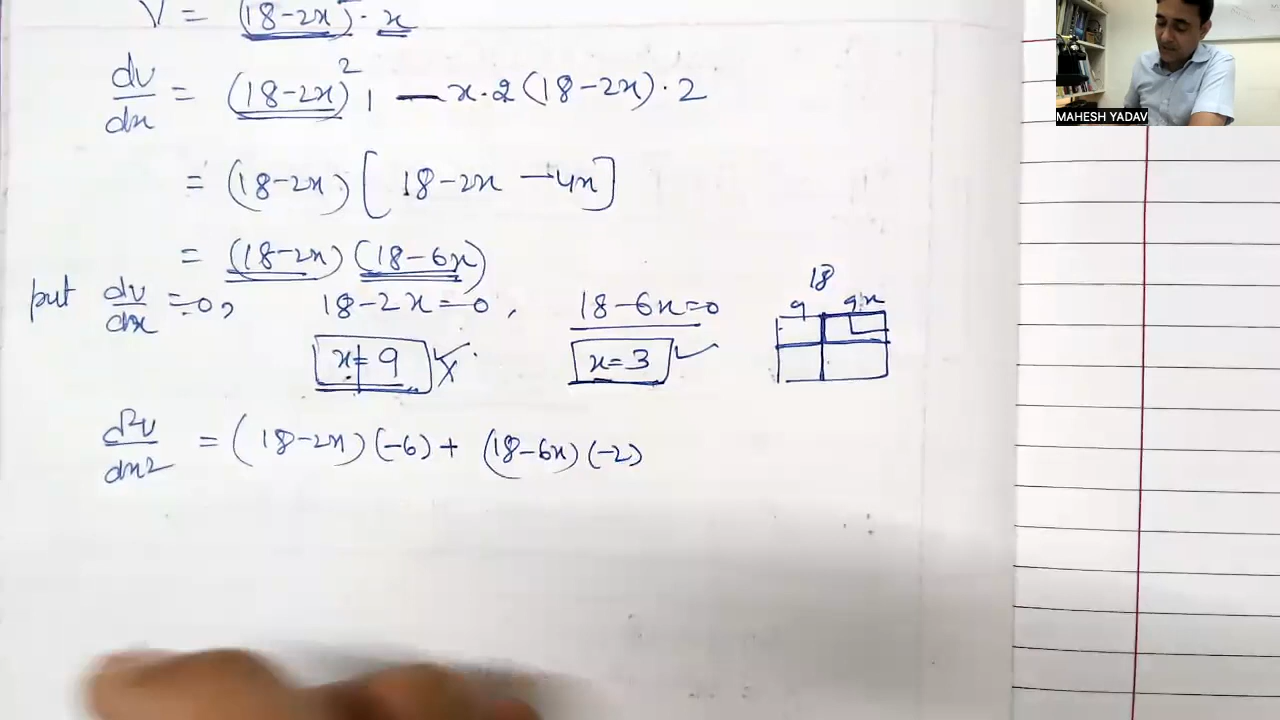 V = (18-2x)² · x
MAHESH YADAV
dv/dx = (18-2x)² 1 - x·2(18-2x)·2
= (18-2x) [18-2x -4x]
= (18-2x) (18-6x)
put dv/dx = 0, 18-2x=0, 18-6x=0
x=9 x=3
18
9 9 x
d²v/dx² = (18-2x)(-6) + (18-6x)(-2)